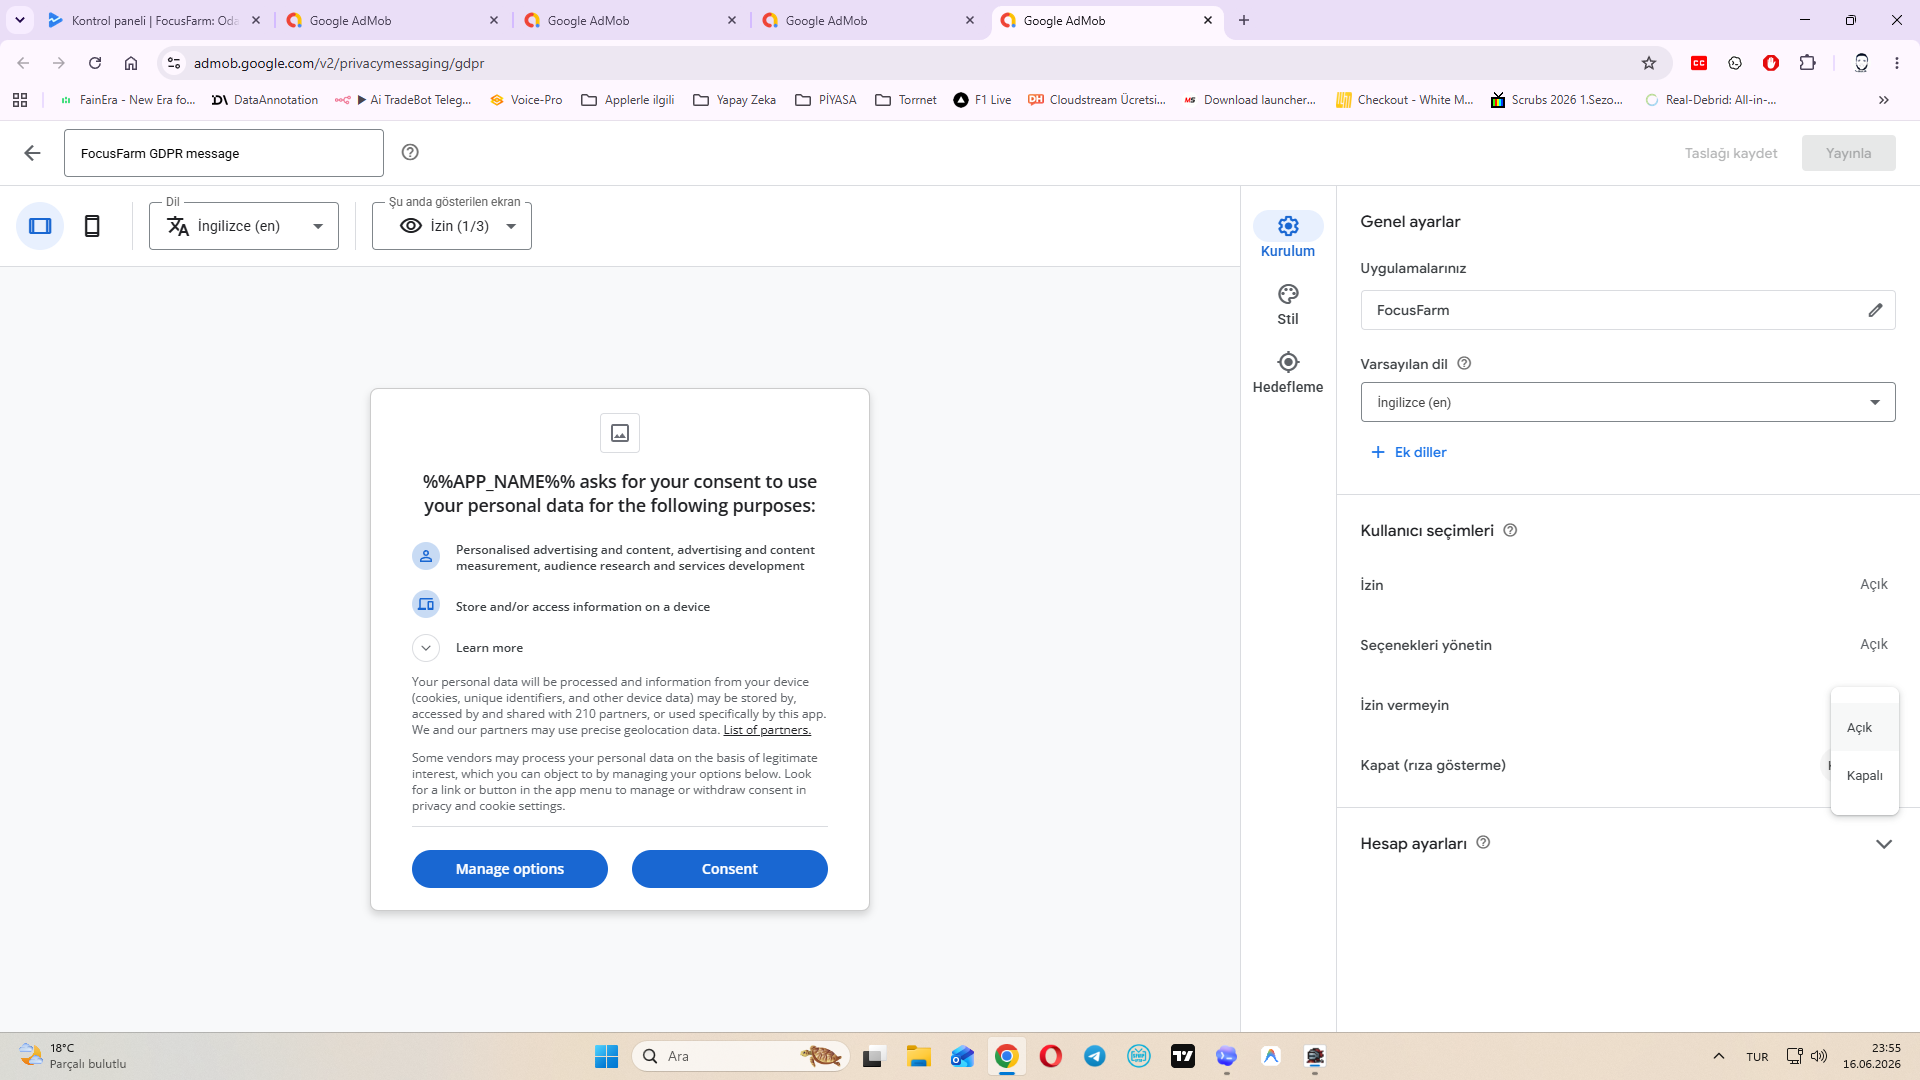 Kontrol paneli | FocusFarm: Oda
Google AdMob
Google AdMob
Google AdMob
Google AdMob
admob.google.com/v2/privacymessaging/gdpr
FainEra - New Era fo...
DataAnnotation
Ai TradeBot Teleg...
Voice-Pro
Applerle ilgili
Yapay Zeka
PİYASA
Torrnet
F1 Live
Cloudstream Ücretsi...
Download launcher...
Checkout - White M...
Scrubs 2026 1.Sezo...
Real-Debrid: All-in-...
FocusFarm GDPR message
Taslağı kaydet
Yayınla
Dil
İngilizce (en)
Şu anda gösterilen ekran
İzin (1/3)
Kurulum
Stil
Hedefleme
%%APP_NAME%% asks for your consent to use
your personal data for the following purposes:
Personalised advertising and content, advertising and content
measurement, audience research and services development
Store and/or access information on a device
Learn more
Your personal data will be processed and information from your device
(cookies, unique identifiers, and other device data) may be stored by,
accessed by and shared with 210 partners, or used specifically by this app.
We and our partners may use precise geolocation data. List of partners.
Some vendors may process your personal data on the basis of legitimate
interest, which you can object to by managing your options below. Look
for a link or button in the app menu to manage or withdraw consent in
privacy and cookie settings.
Manage options
Consent
Genel ayarlar
Uygulamalarınız
FocusFarm
Varsayılan dil
İngilizce (en)
Ek diller
Kullanıcı seçimleri
İzin
Açık
Seçenekleri yönetin
Açık
İzin vermeyin
Kapat (rıza gösterme)
Açık
Kapalı
Hesap ayarları
18°C
Parçalı bulutlu
Ara
TUR
23:55
16.06.2026